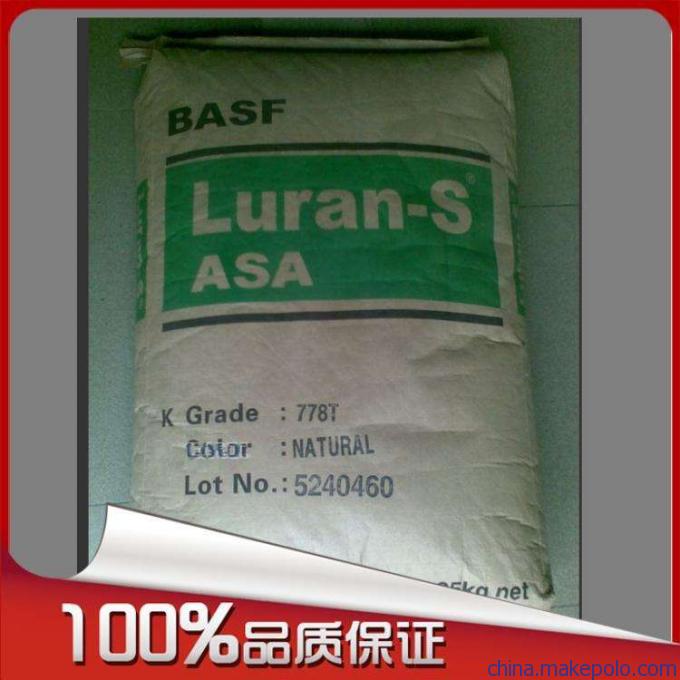 BASF
Luran-S®
ASA
K Grade : 778T
Color : NATURAL
Lot No.: 5240460
25kg net
100%品质保证
china.makepolo.com